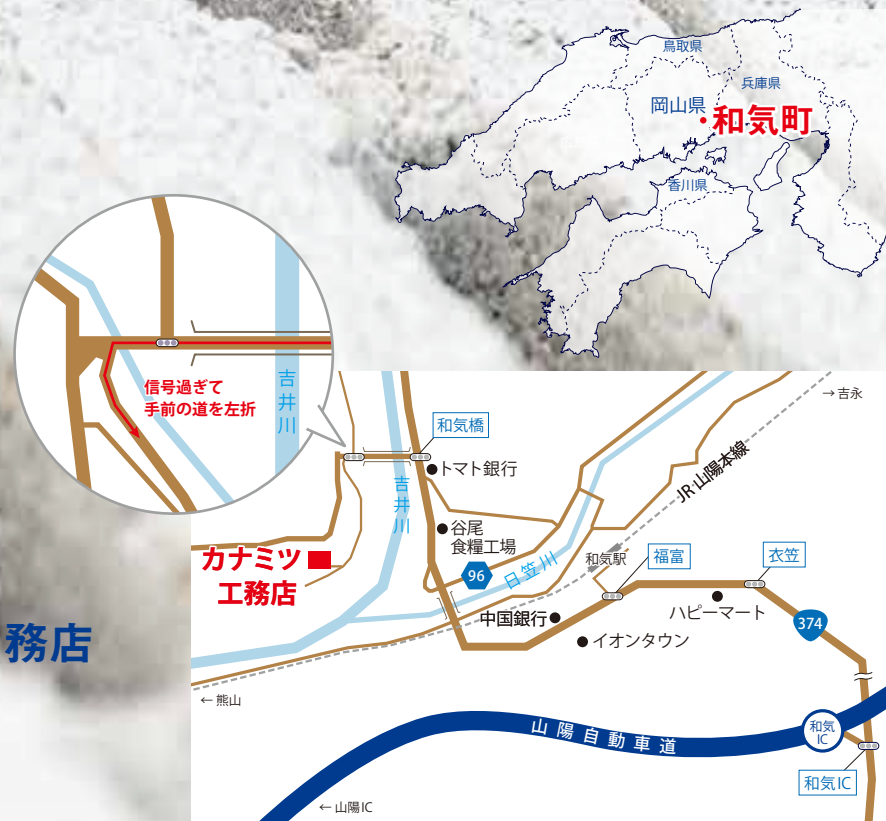 鳥取県
兵庫県
岡山県
和気町
香川県
信号過ぎて
手前の道を左折
吉井川
→吉永
和気橋
トマト銀行
JR山陽本線
吉井川
谷尾
食糧工場
カナミツ
工務店
96
日笠川
和気駅
福富
衣笠
中国銀行
ハピーマート
374
イオンタウン
務店
←熊山
山陽自動車道
和気
IC
和気IC
←山陽IC